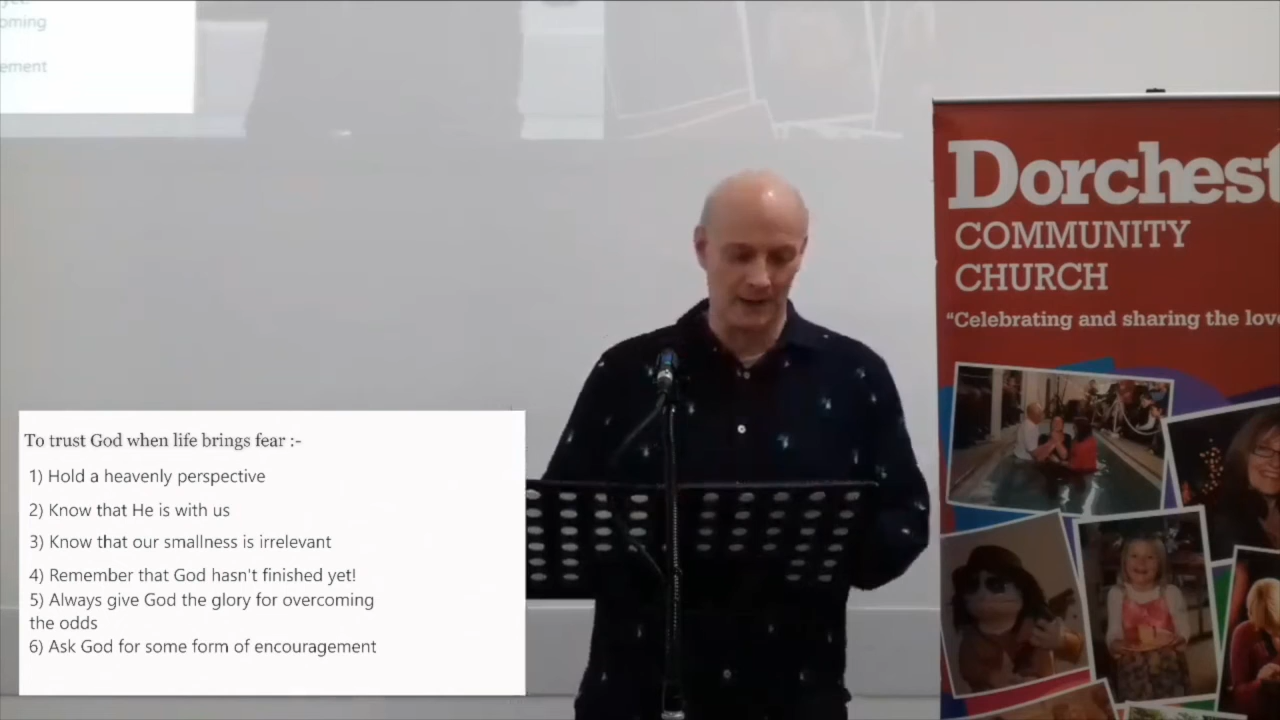 oming
ement
Dorchest
COMMUNITY
CHURCH
“Celebrating and sharing the love
To trust God when life brings fear :-
1) Hold a heavenly perspective
2) Know that He is with us
3) Know that our smallness is irrelevant
4) Remember that God hasn't finished yet!
5) Always give God the glory for overcoming
the odds
6) Ask God for some form of encouragement